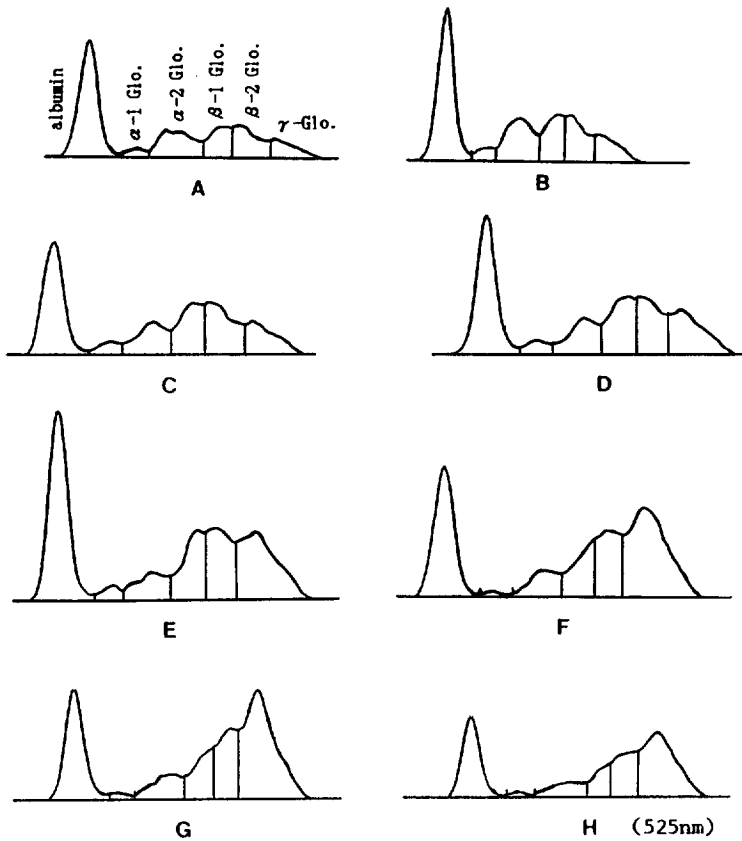 albumin
α-1 Glo.
α-2 Glo.
β-1 Glo.
β-2 Glo.
γ-Glo.
A
B
C
D
E
F
G
H (525nm)